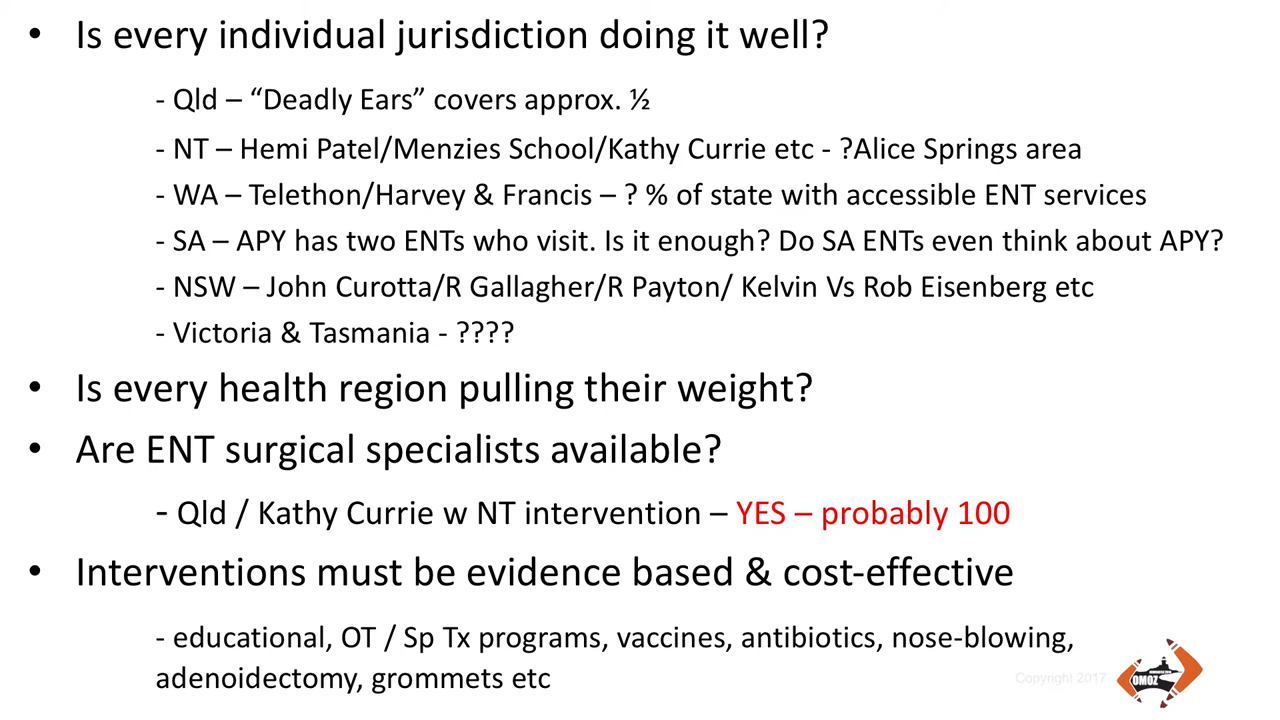 • Is every individual jurisdiction doing it well?
- Qld – “Deadly Ears” covers approx. ½
- NT – Hemi Patel/Menzies School/Kathy Currie etc - ?Alice Springs area
- WA – Telethon/Harvey & Francis – ? % of state with accessible ENT services
- SA – APY has two ENTs who visit. Is it enough? Do SA ENTs even think about APY?
- NSW – John Curotta/R Gallagher/R Payton/ Kelvin Vs Rob Eisenberg etc
- Victoria & Tasmania - ????
• Is every health region pulling their weight?
• Are ENT surgical specialists available?
- Qld / Kathy Currie w NT intervention – YES – probably 100
• Interventions must be evidence based & cost-effective
- educational, OT / Sp Tx programs, vaccines, antibiotics, nose-blowing,
adenoidectomy, grommets etc
Copyright 2017
OMOZ